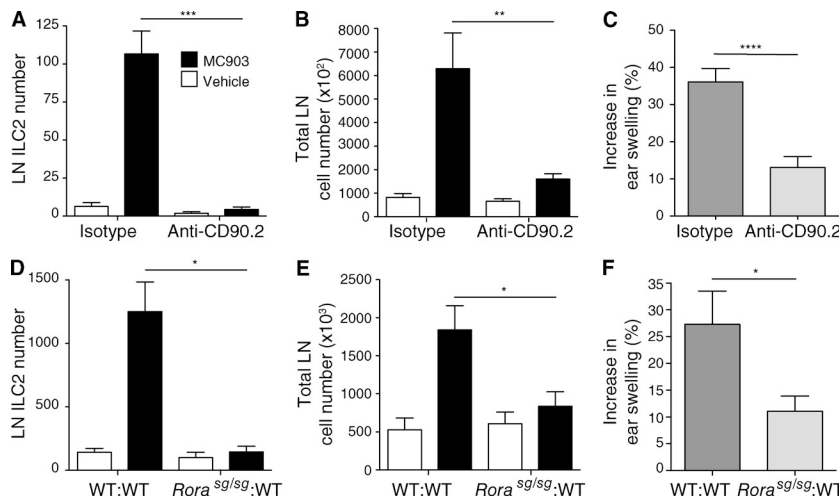 A
LN ILC2 number
125
100
75
50
25
0
***
MC903
Vehicle
Isotype
Anti-CD90.2
B
Total LN
cell number (x10²)
8000
7000
6000
5000
4000
3000
2000
1000
0
**
Isotype
Anti-CD90.2
C
Increase in
ear swelling (%)
50
40
30
20
10
0
****
Isotype
Anti-CD90.2
D
LN ILC2 number
1500
1000
500
0
*
WT:WT
Rora sg/sg:WT
E
Total LN
cell number (x10³)
2500
2000
1500
1000
500
0
*
WT:WT
Rora sg/sg:WT
F
Increase in
ear swelling (%)
35
30
25
20
15
10
5
0
*
WT:WT
Rora sg/sg:WT